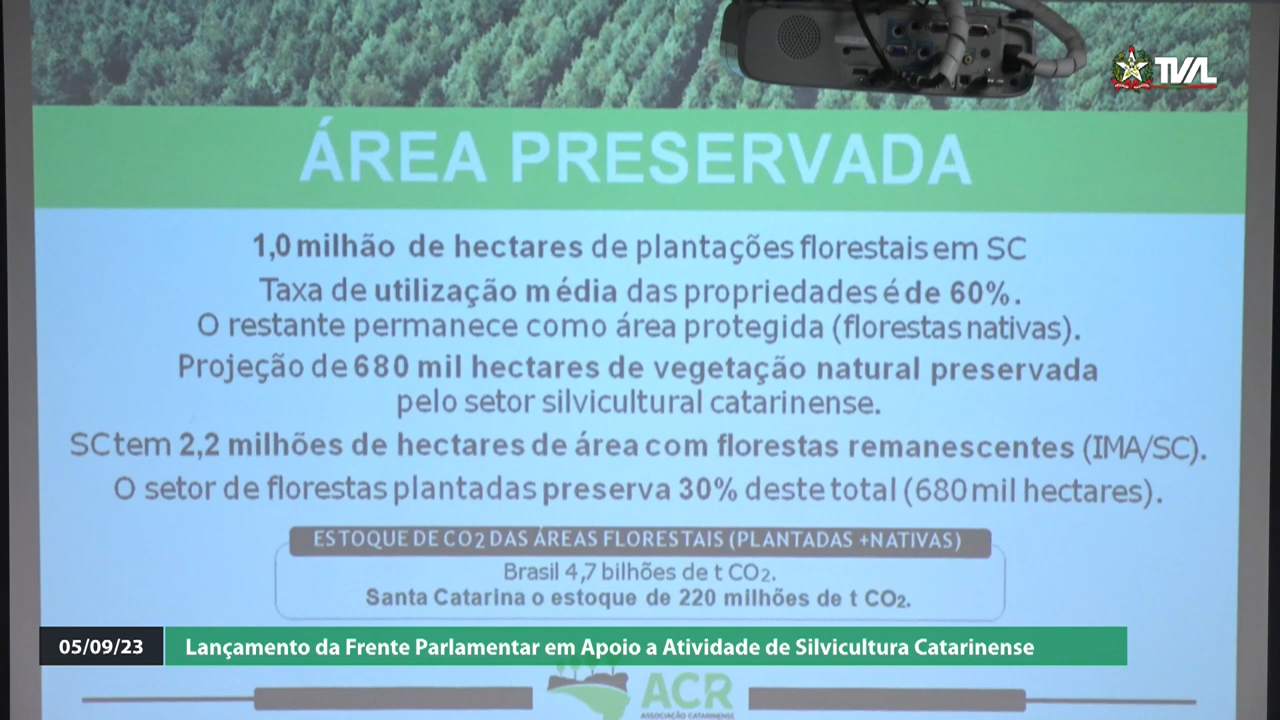 TVAL
ÁREA PRESERVADA
1,0 milhão de hectares de plantações florestais em SC
Taxa de utilização média das propriedades é de 60%.
O restante permanece como área protegida (florestas nativas).
Projeção de 680 mil hectares de vegetação natural preservada
pelo setor silvicultural catarinense.
SC tem 2,2 milhões de hectares de área com florestas remanescentes (IMA/SC).
O setor de florestas plantadas preserva 30% deste total (680 mil hectares).
ESTOQUE DE CO2 DAS ÁREAS FLORESTAIS (PLANTADAS +NATIVAS)
Brasil 4,7 bilhões de t CO2.
Santa Catarina o estoque de 220 milhões de t CO2.
05/09/23 Lançamento da Frente Parlamentar em Apoio a Atividade de Silvicultura Catarinense
ACR
ASSOCIAÇÃO CATARINENSE